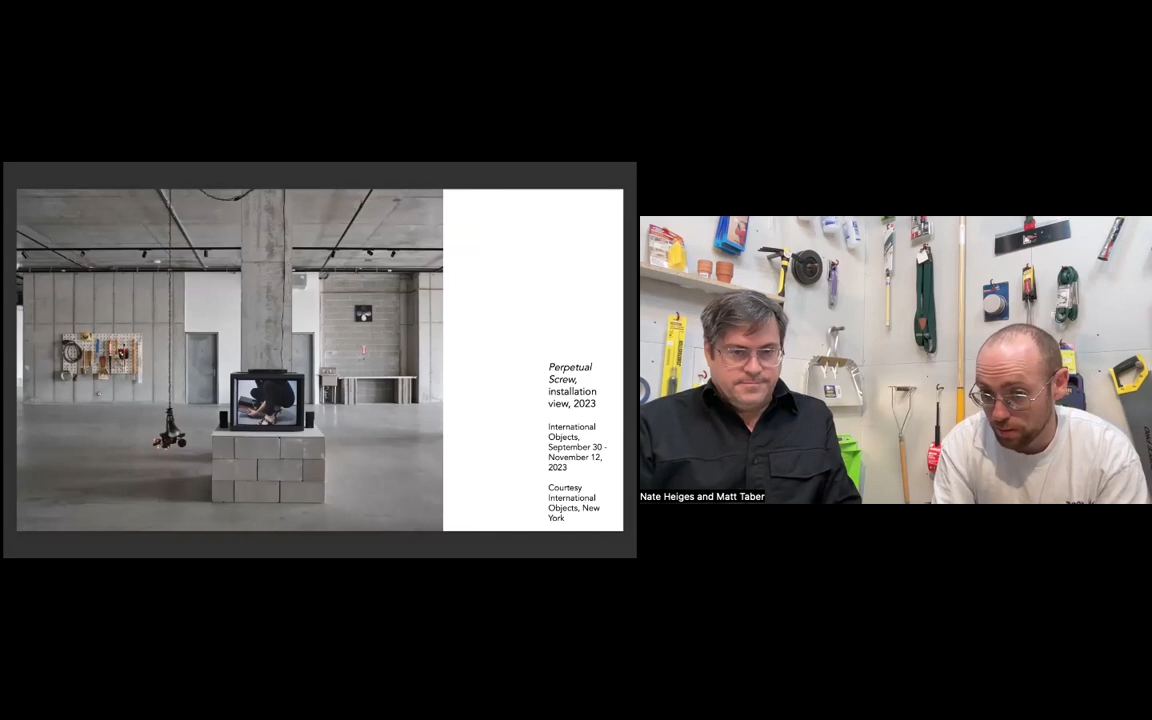 Perpetual
Screw,
installation
view, 2023
International
Objects,
September 30 -
November 12,
2023
Courtesy
International
Objects, New
York
Nate Heiges and Matt Taber